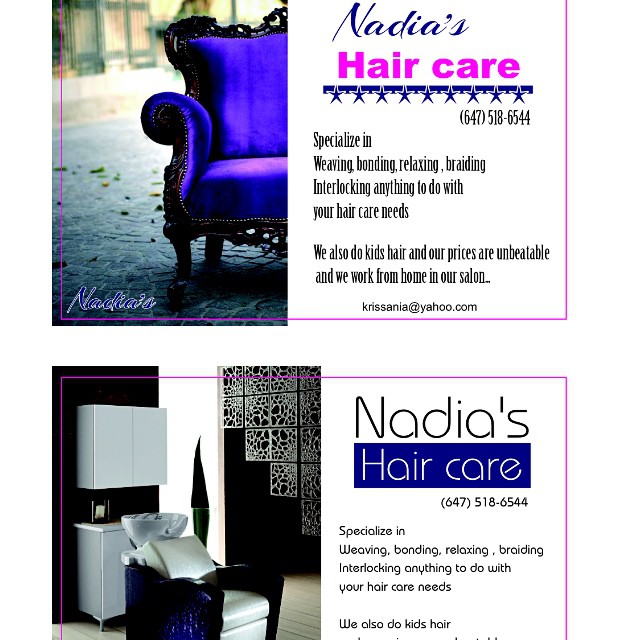 Nadia's
Hair care
(647) 518-6544
Specialize in
Weaving, bonding, relaxing , braiding
Interlocking anything to do with
your hair care needs
We also do kids hair and our prices are unbeatable
and we work from home in our salon...
krissania@yahoo.com
Nadia's
Nadia's
Hair care
(647) 518-6544
Specialize in
Weaving, bonding, relaxing , braiding
Interlocking anything to do with
your hair care needs
We also do kids hair